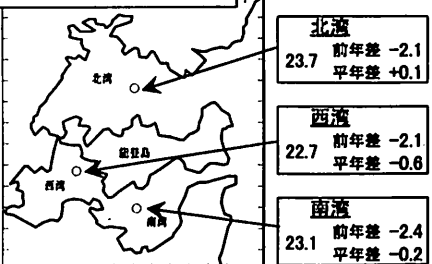 北湾
23.7 前年差 -2.1
平年差 +0.1
西湾
22.7 前年差 -2.1
平年差 -0.6
南湾
23.1 前年差 -2.4
平年差 -0.2
北湾
能登島
西湾
南湾